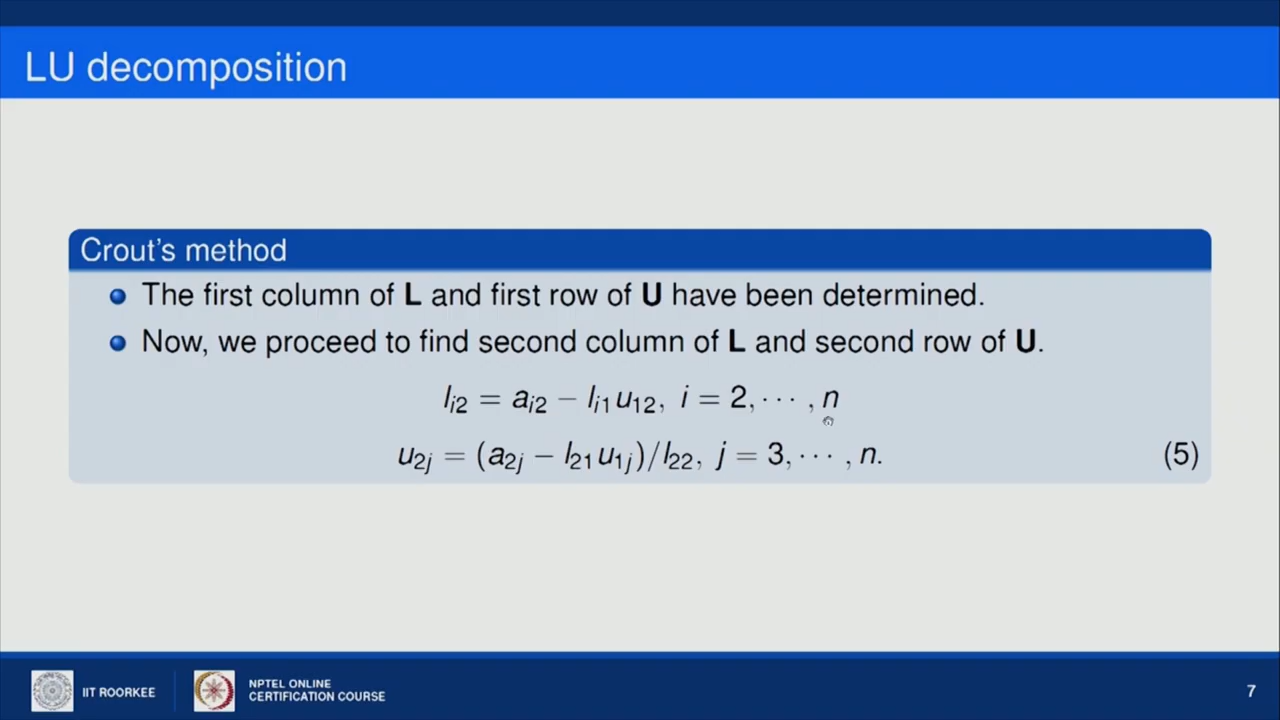 LU decomposition
Crout's method
The first column of L and first row of U have been determined.
Now, we proceed to find second column of L and second row of U.
l_{i2} = a_{i2} − l_{i1}u_{12}, i = 2, ··· , n
u_{2j} = (a_{2j} − l_{21}u_{1j})/l_{22}, j = 3, ··· , n. (5)
IIT ROORKEE
NPTEL ONLINE
CERTIFICATION COURSE
7